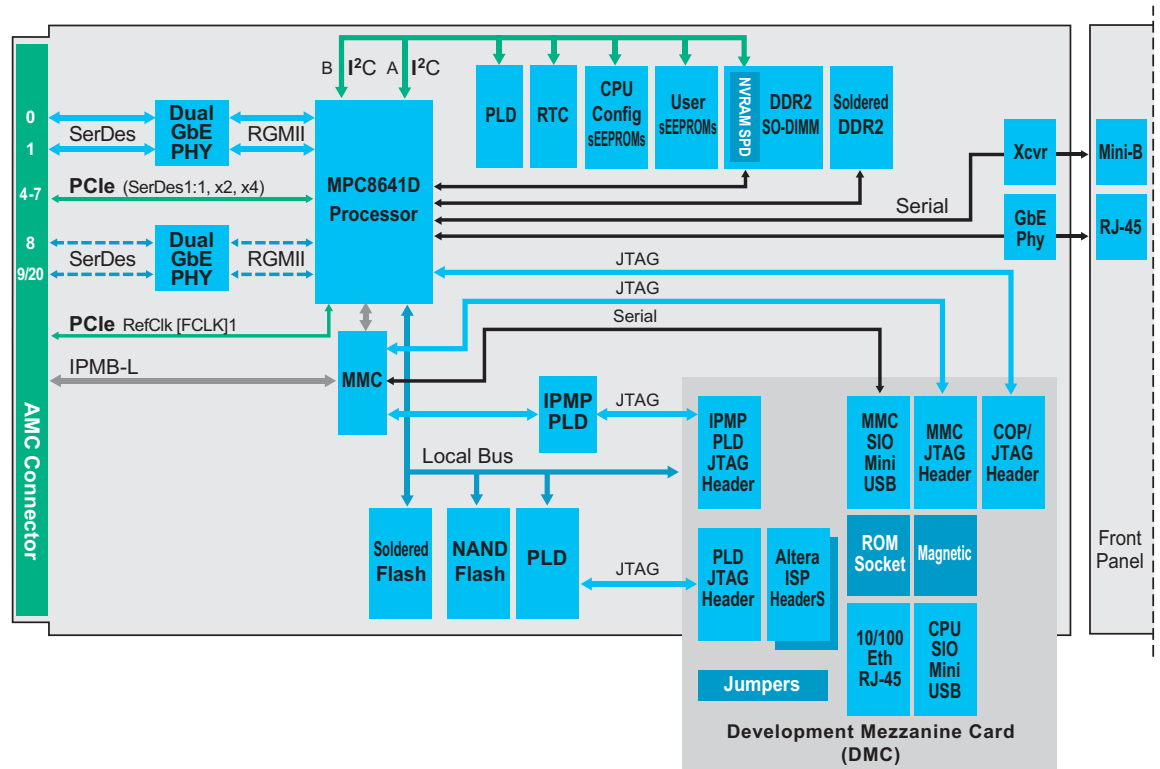 B I²C A I²C
PLD
RTC
CPU
Config
sEEPROMs
User
sEEPROMs
NVRAM SPD
DDR2
SO-DIMM
Soldered
DDR2
0
1
4-7
8
9/20
AMC Connector
SerDes
Dual
GbE
PHY
RGMII
PCIe (SerDes1:1, x2, x4)
SerDes
Dual
GbE
PHY
RGMII
PCIe RefClk [FCLK]1
IPMB-L
MPC8641D
Processor
MMC
Serial
Xcvr
Mini-B
GbE
Phy
RJ-45
JTAG
JTAG
Serial
IPMP
PLD
JTAG
Local Bus
Soldered
Flash
NAND
Flash
PLD
JTAG
IPMP
PLD
JTAG
Header
MMC
SIO
Mini
USB
MMC
JTAG
Header
COP/
JTAG
Header
PLD
JTAG
Header
Altera
ISP
HeaderS
ROM
Socket
Magnetic
10/100
Eth
RJ-45
CPU
SIO
Mini
USB
Jumpers
Development Mezzanine Card
(DMC)
Front
Panel